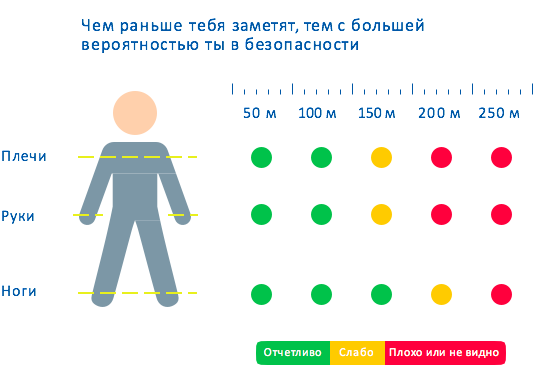 Чем раньше тебя заметят, тем с большей
вероятностью ты в безопасности
50 м 100 м 150 м 200 м 250 м
Плечи
Руки
Ноги
Отчетливо Слабо Плохо или не видно